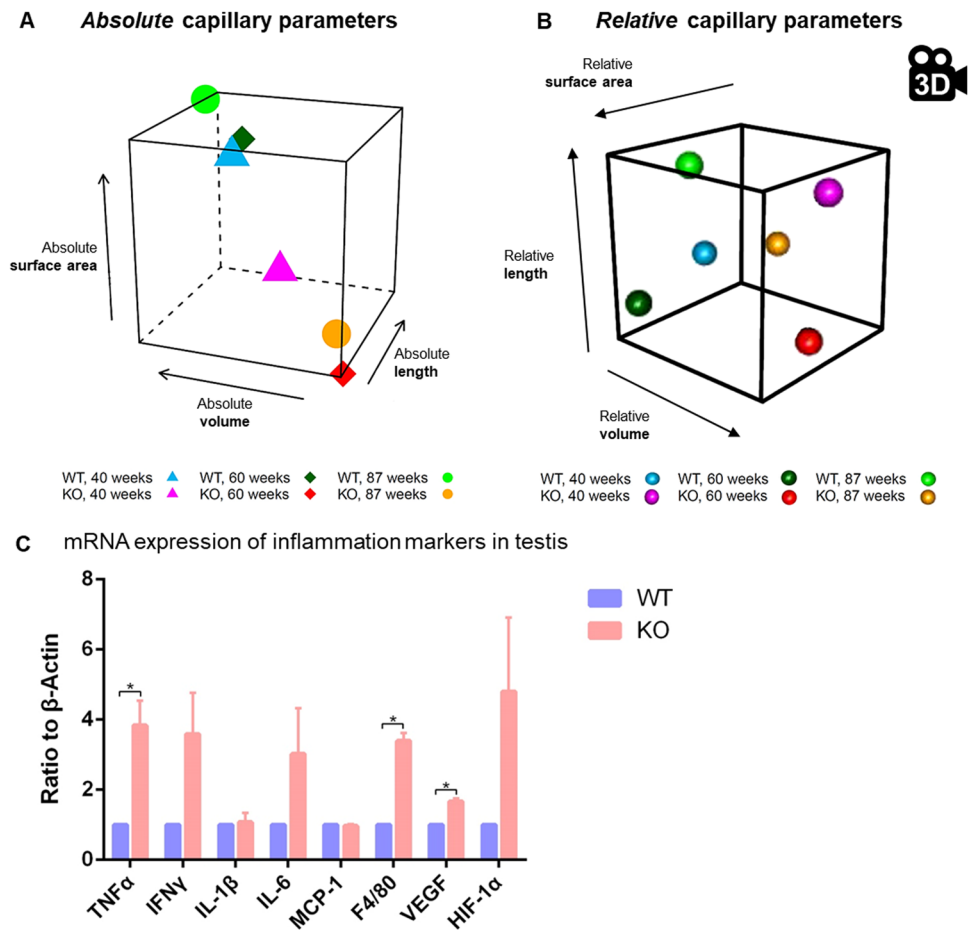 A Absolute capillary parameters
Absolute
surface area
Absolute
volume
Absolute
length
WT, 40 weeks WT, 60 weeks WT, 87 weeks
KO, 40 weeks KO, 60 weeks KO, 87 weeks
B Relative capillary parameters
3D
Relative
surface area
Relative
length
Relative
volume
WT, 40 weeks WT, 60 weeks WT, 87 weeks
KO, 40 weeks KO, 60 weeks KO, 87 weeks
C mRNA expression of inflammation markers in testis
Ratio to β-Actin
8
6
4
2
0
* * *
TNFα IFNγ IL-1β IL-6 MCP-1 F4/80 VEGF HIF-1α
WT
KO